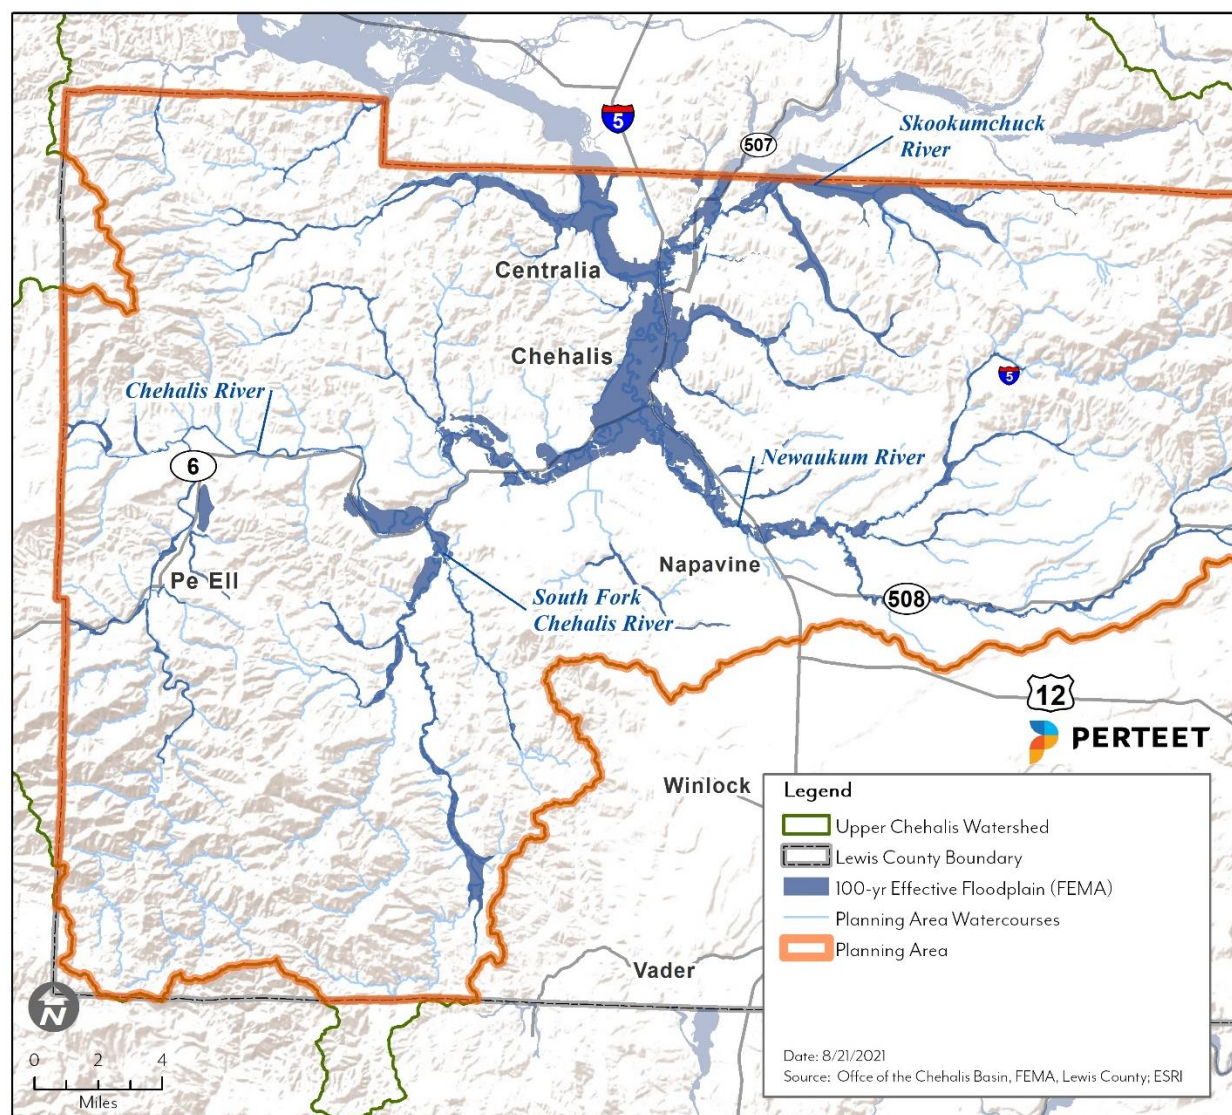 5
507
Skookumchuck
River
Centralia
Chehalis
5
Chehalis River
6
Newaukum River
Napavine
Pe Ell
508
South Fork
Chehalis River
12
PERTEET
Winlock
Vader
Legend
Upper Chehalis Watershed
Lewis County Boundary
100-yr Effective Floodplain (FEMA)
Planning Area Watercourses
Planning Area
Date: 8/21/2021
Source: Offce of the Chehalis Basin, FEMA, Lewis County; ESRI
N
0 2 4
Miles